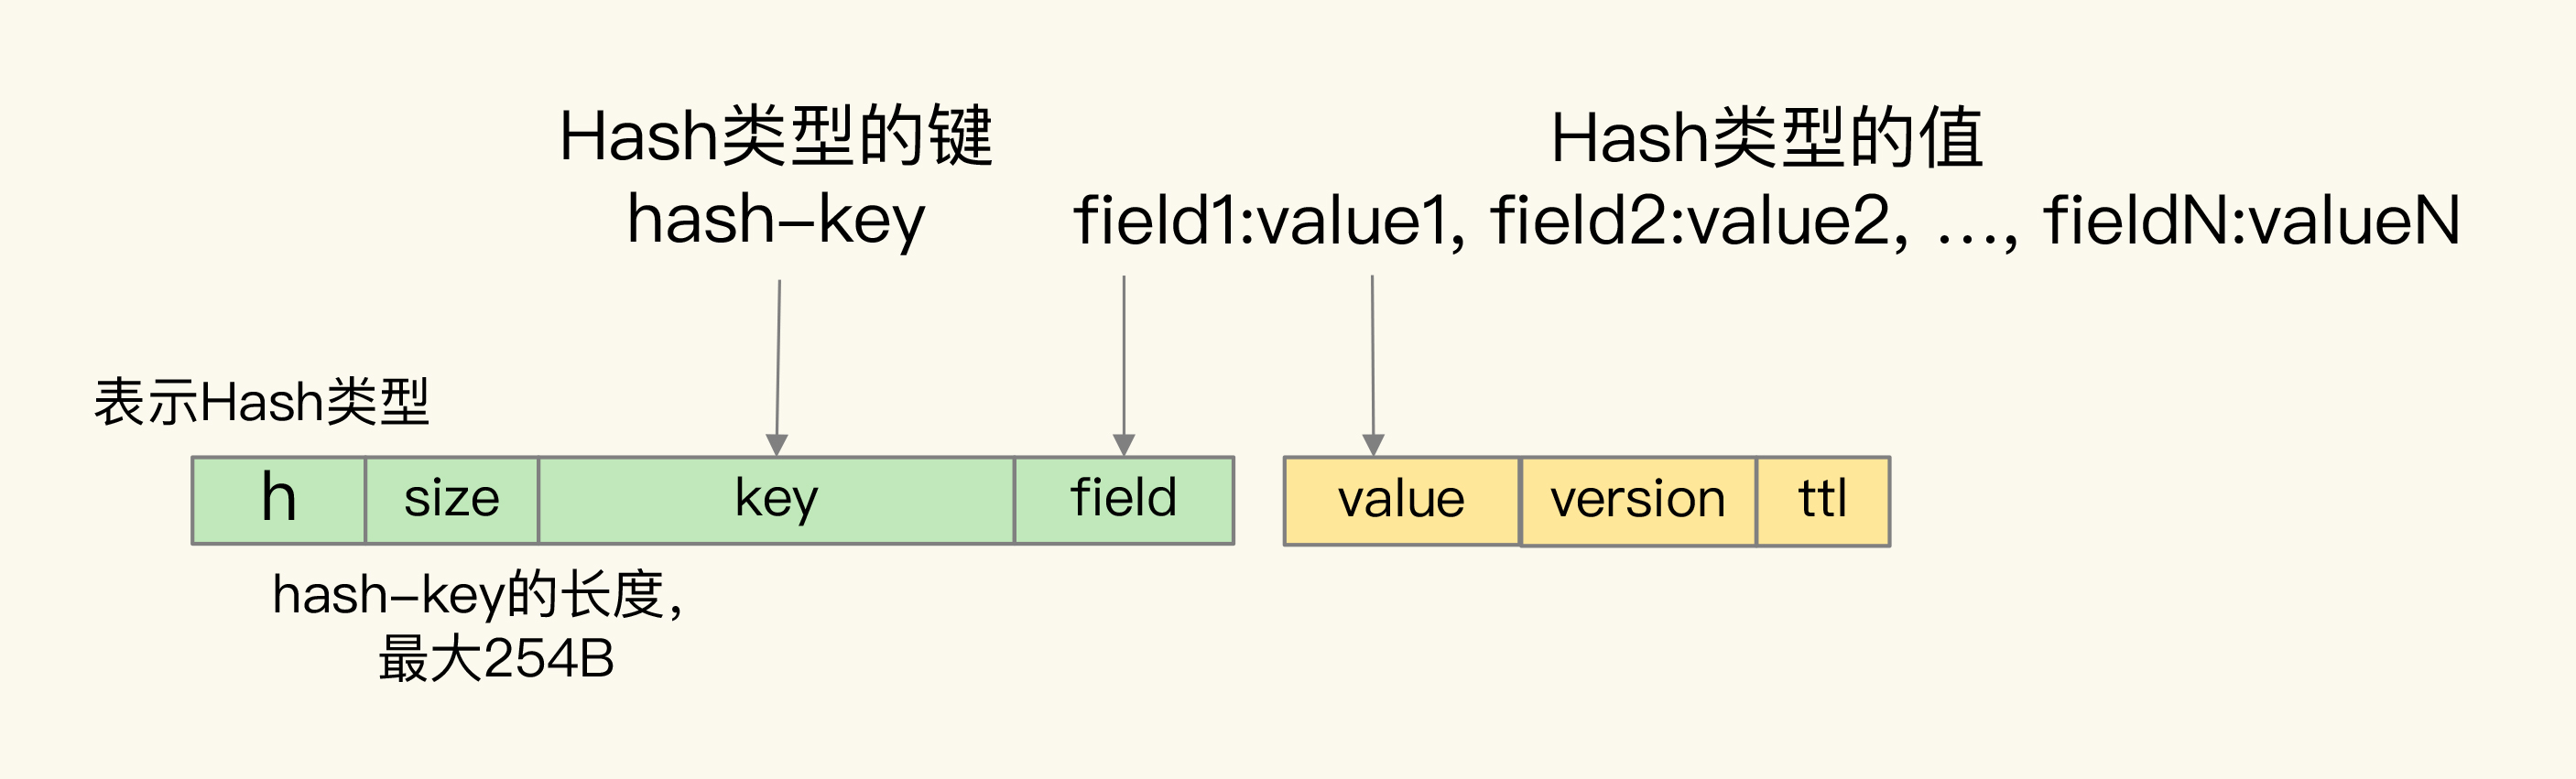 Hash类型的键
hash-key
Hash类型的值
field1:value1, field2:value2, ..., fieldN:valueN
表示Hash类型
h size key field value version ttl
hash-key的长度,
最大254B